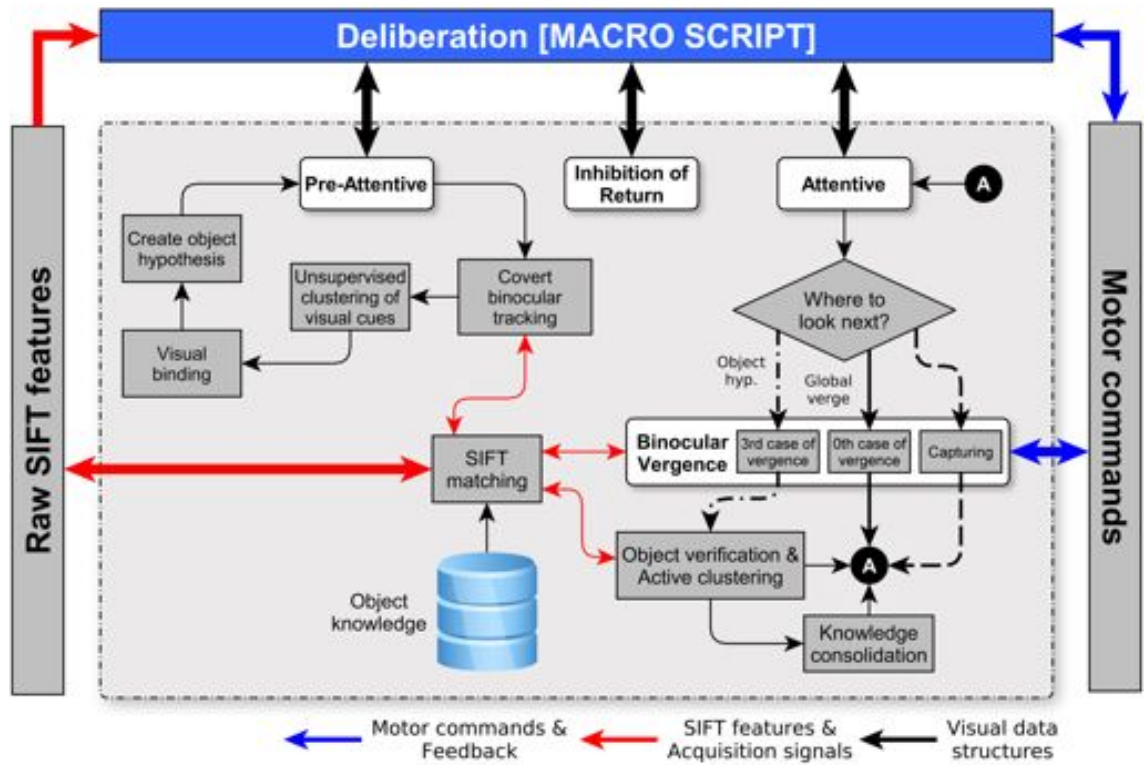 Deliberation [MACRO SCRIPT]
Raw SIFT features
Motor commands
Pre-Attentive
Inhibition of
Return
Attentive
A
Create object
hypothesis
Unsupervised
clustering of
visual cues
Covert
binocular
tracking
Visual
binding
Where to
look next?
Object
hyp.
Global
verge
Binocular
Vergence
3rd case of
vergence
0th case of
vergence
Capturing
SIFT
matching
Object verification &
Active clustering
A
Object
knowledge
Knowledge
consolidation
Motor commands &
Feedback
SIFT features &
Acquisition signals
Visual data
structures